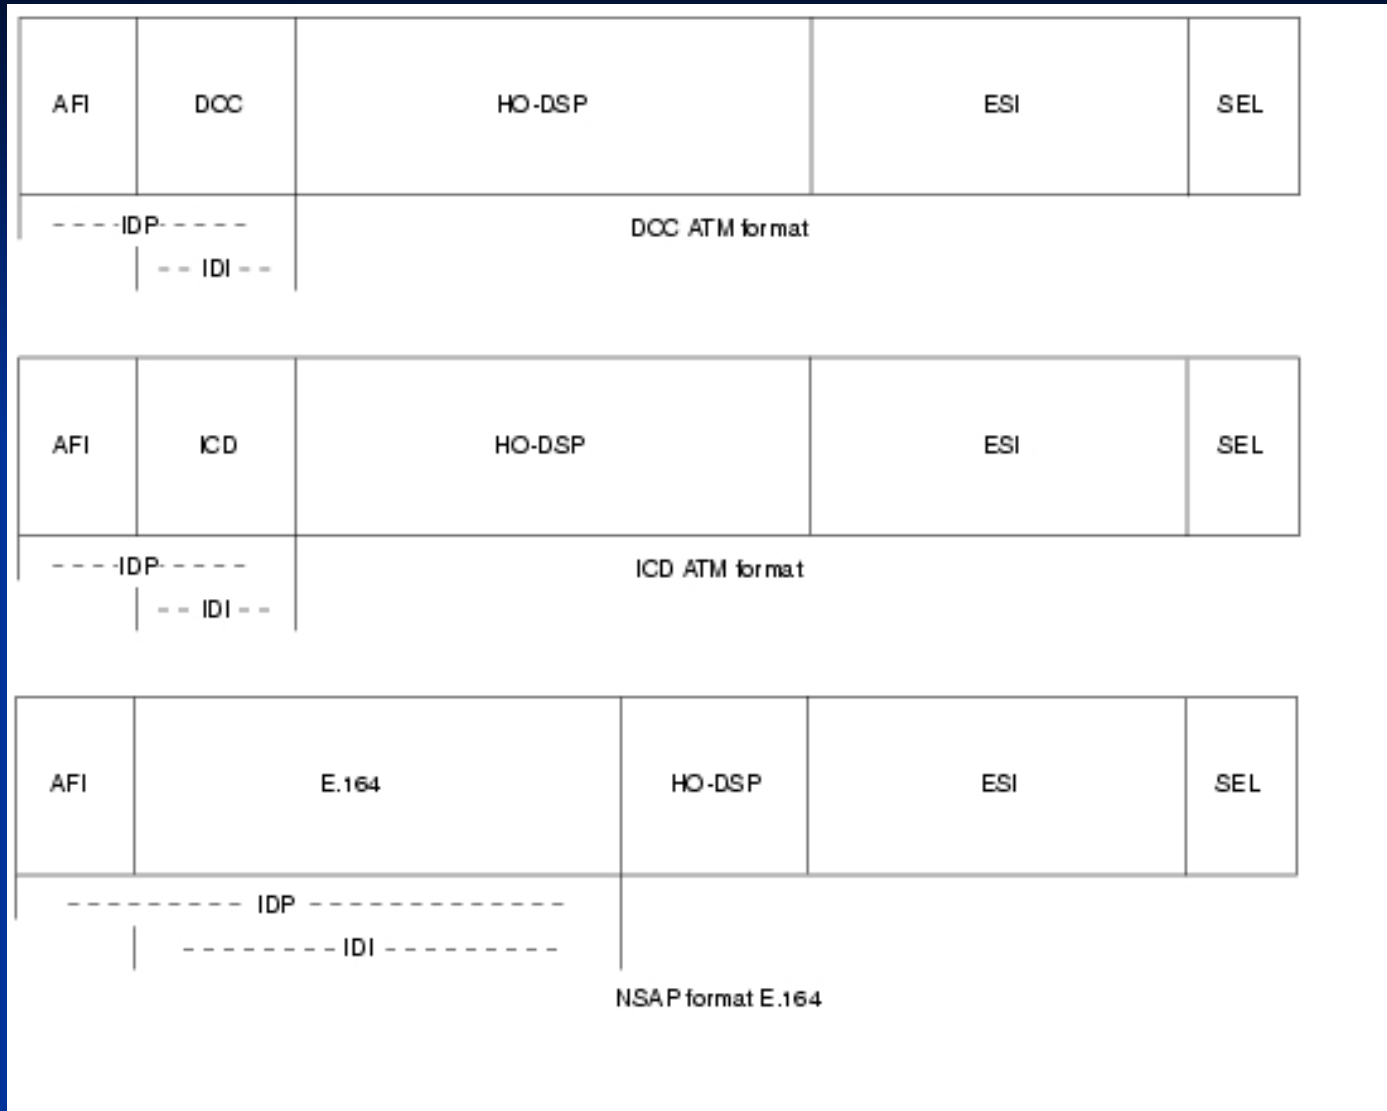 AFI DCC HO-DSP ESI SEL
IDP
DCC ATM format
IDI
AFI ICD HO-DSP ESI SEL
IDP
ICD ATM format
IDI
AFI E.164 HO-DSP ESI SEL
IDP
IDI
NSAP format E.164